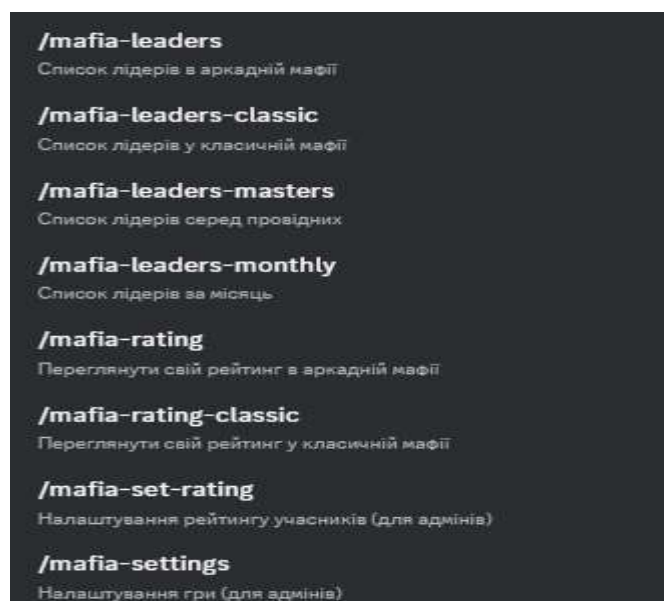 /mafia-leaders
Список лідерів в аркадній мафії
/mafia-leaders-classic
Список лідерів у класичній мафії
/mafia-leaders-masters
Список лідерів серед провідних
/mafia-leaders-monthly
Список лідерів за місяць
/mafia-rating
Переглянути свій рейтинг в аркадній мафії
/mafia-rating-classic
Переглянути свій рейтинг у класичній мафії
/mafia-set-rating
Налаштування рейтингу учасників (для адмінів)
/mafia-settings
Налаштування гри (для адмінів)